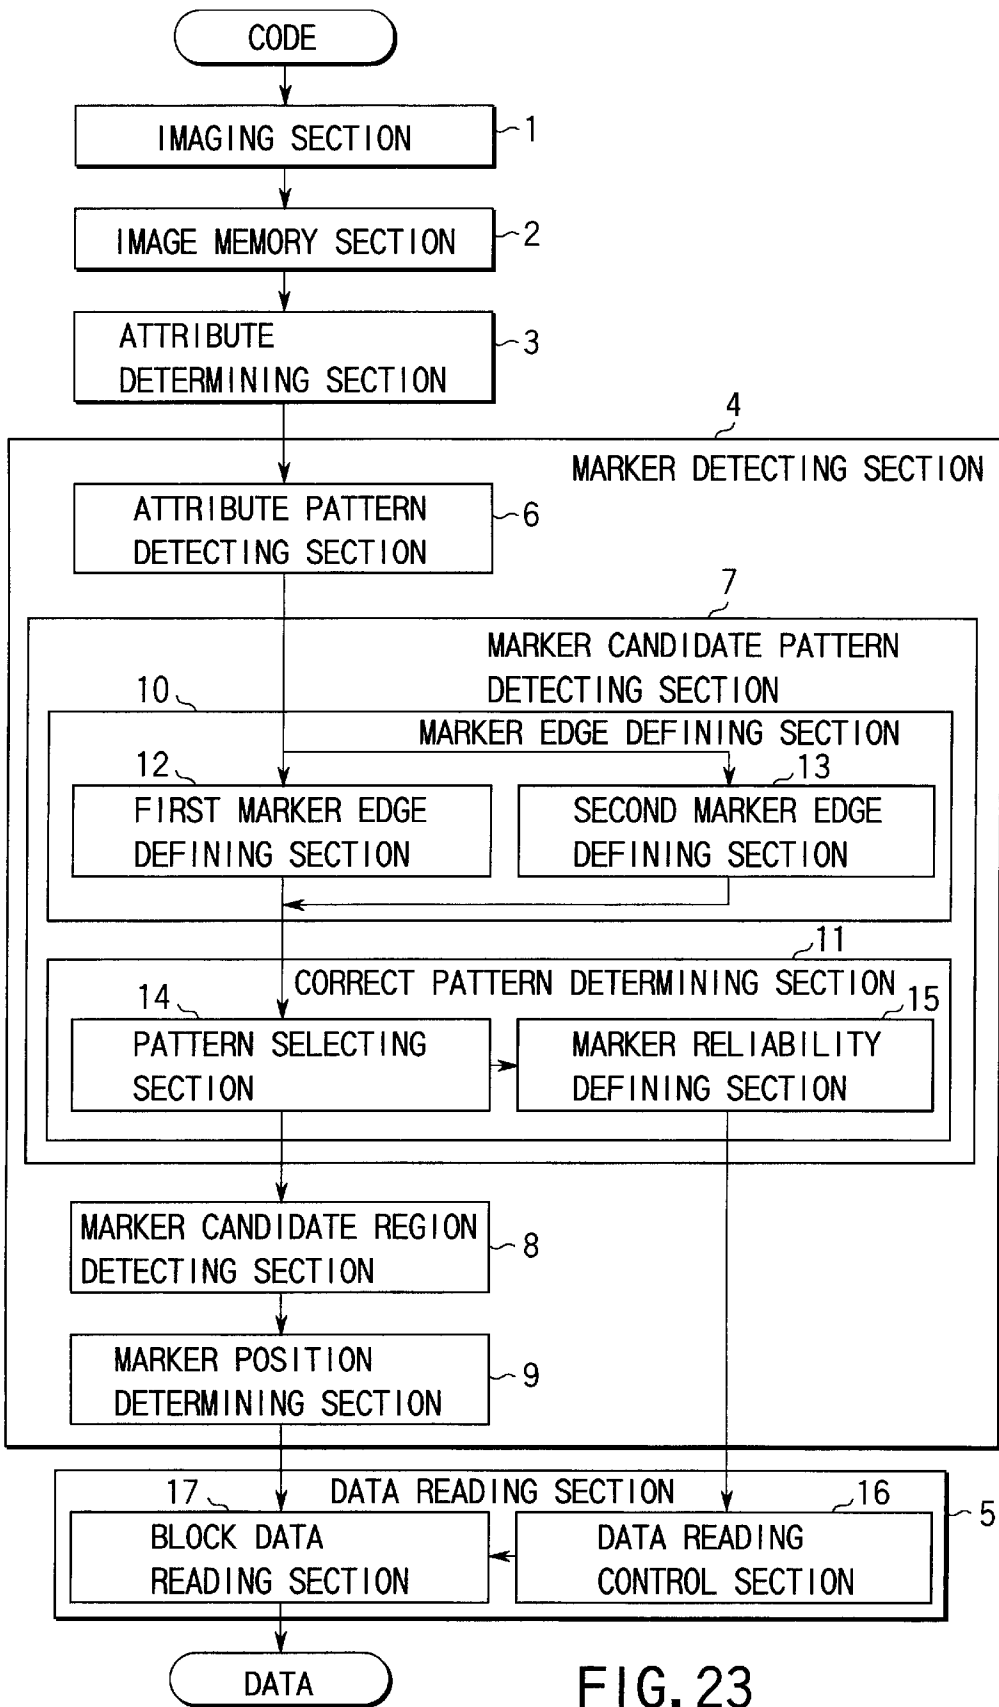 CODE
IMAGING SECTION
1
IMAGE MEMORY SECTION
2
ATTRIBUTE
DETERMINING SECTION
3
4
MARKER DETECTING SECTION
ATTRIBUTE PATTERN
DETECTING SECTION
6
7
MARKER CANDIDATE PATTERN
DETECTING SECTION
10
MARKER EDGE DEFINING SECTION
12
FIRST MARKER EDGE
DEFINING SECTION
13
SECOND MARKER EDGE
DEFINING SECTION
11
CORRECT PATTERN DETERMINING SECTION
14
PATTERN SELECTING
SECTION
15
MARKER RELIABILITY
DEFINING SECTION
MARKER CANDIDATE REGION
DETECTING SECTION
8
MARKER POSITION
DETERMINING SECTION
9
DATA READING SECTION
5
17
BLOCK DATA
READING SECTION
16
DATA READING
CONTROL SECTION
DATA
FIG. 23